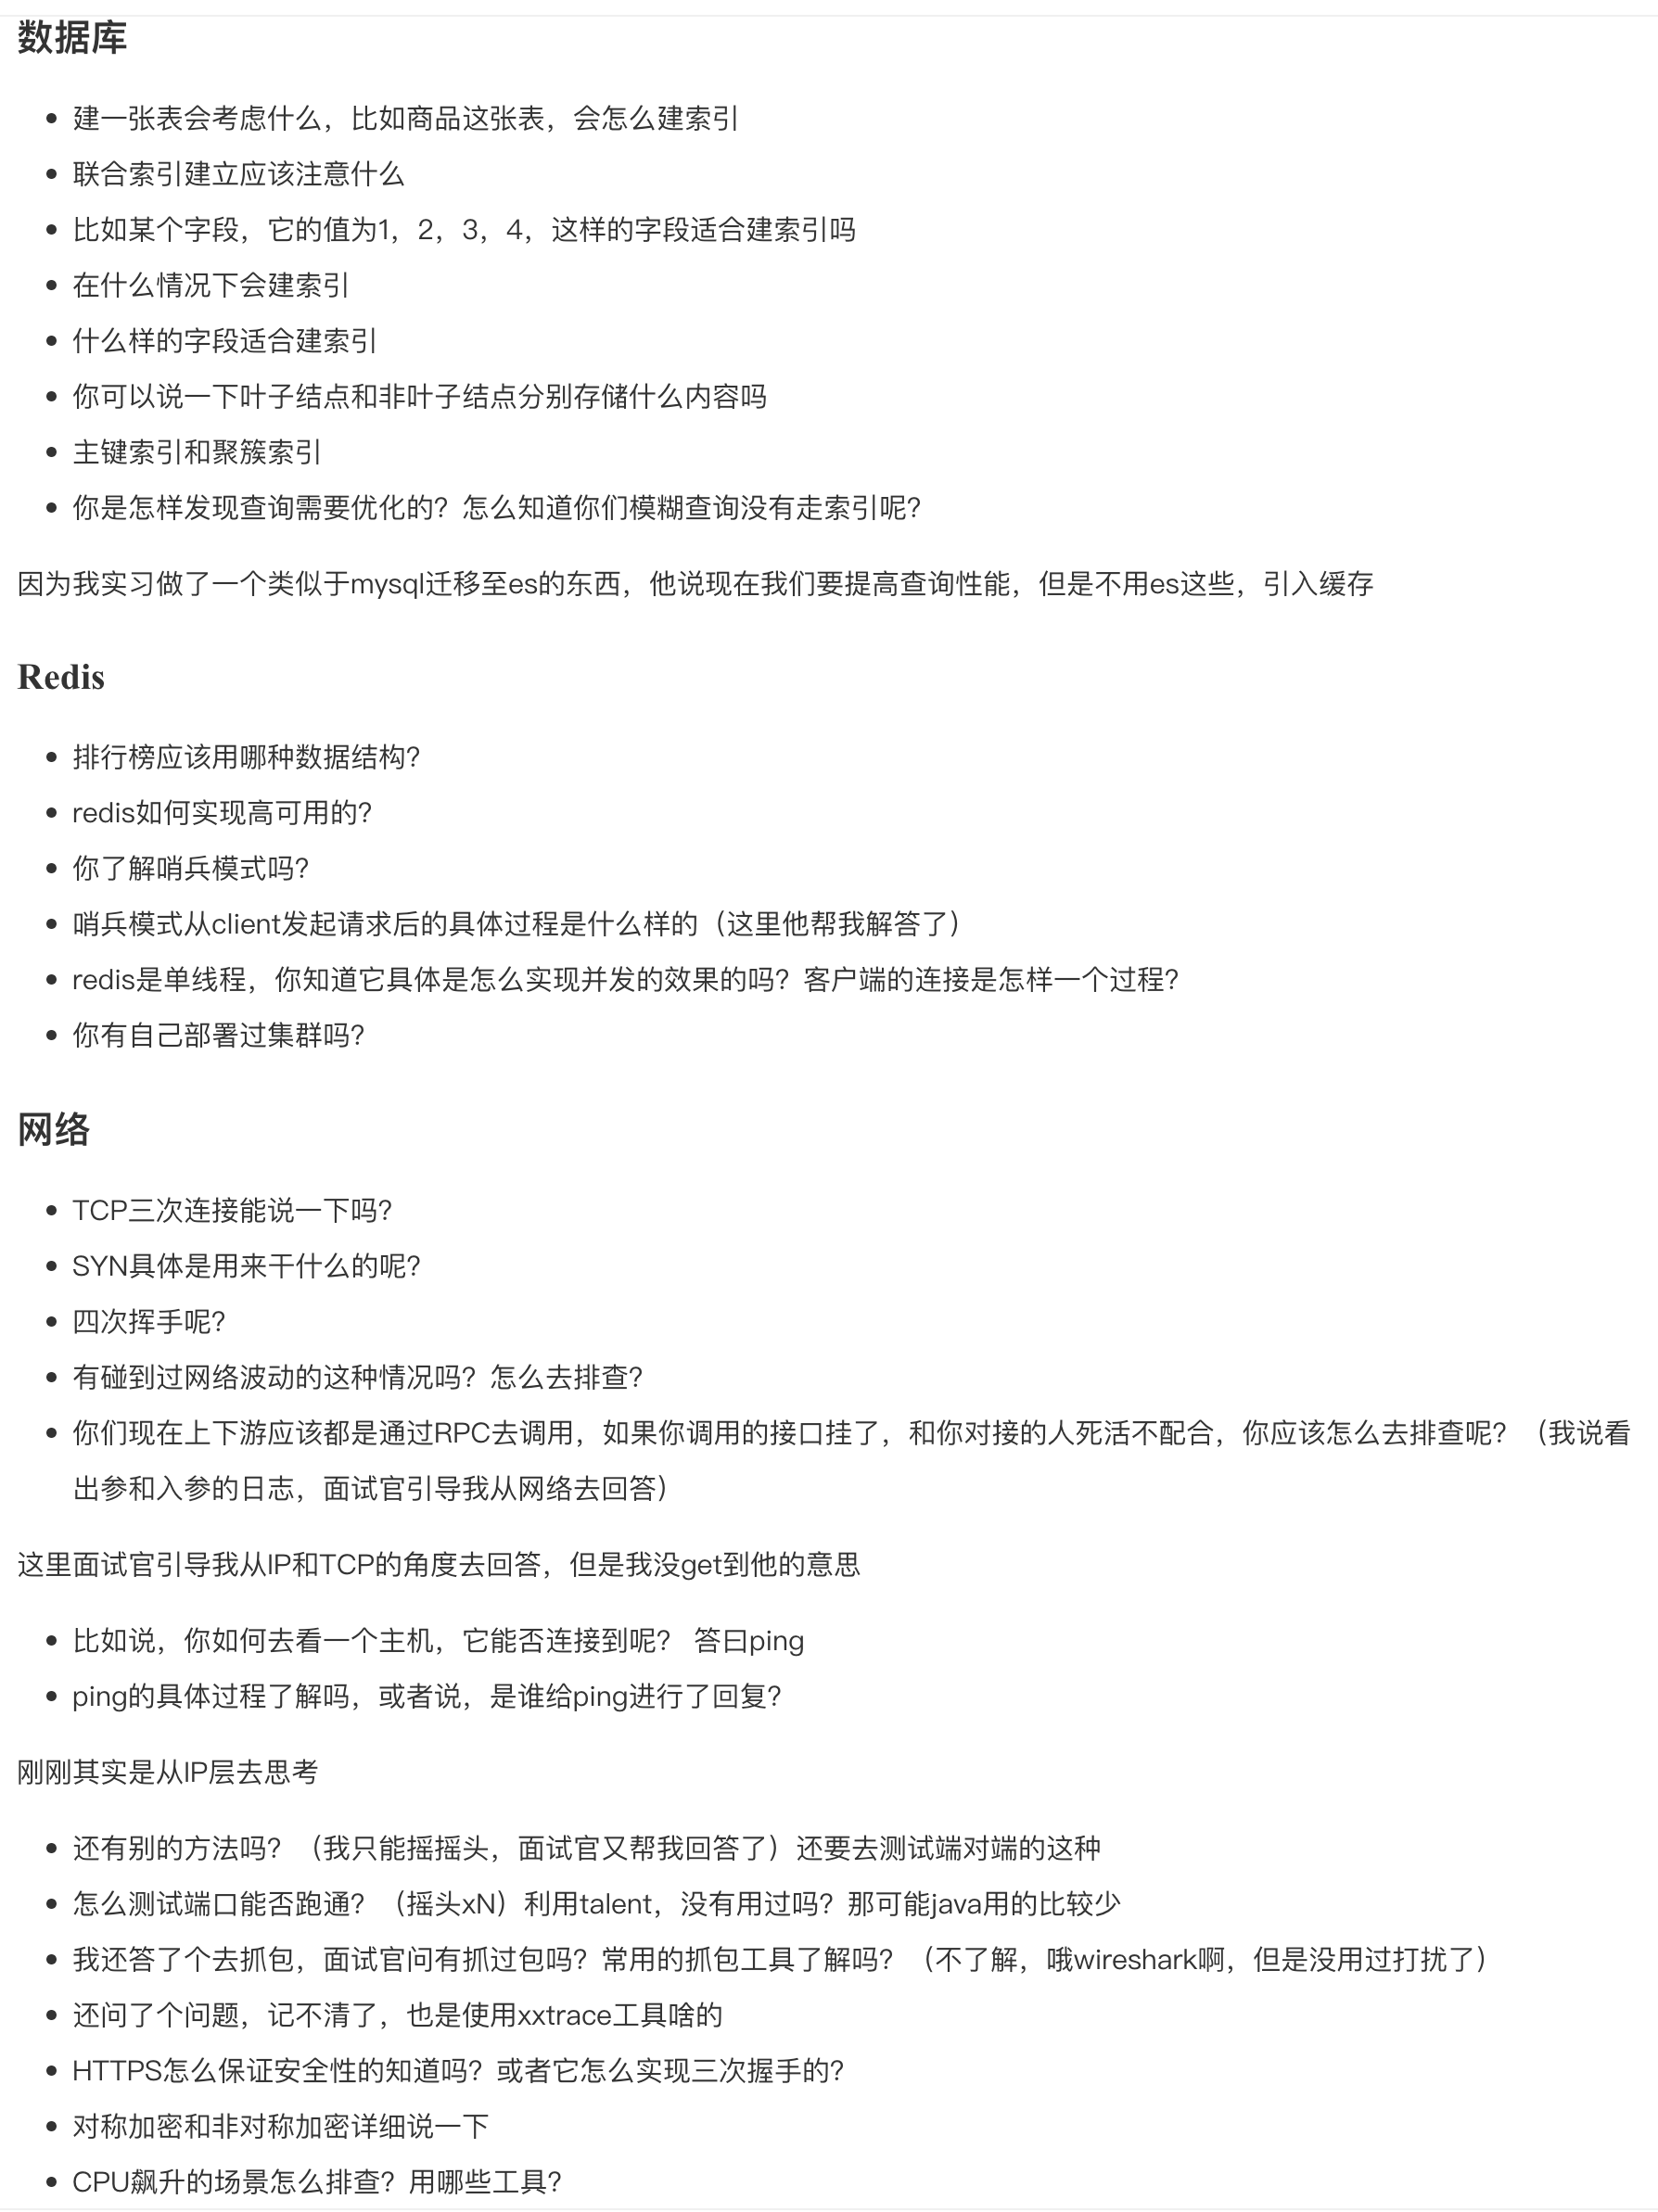 数据库
建一张表会考虑什么，比如商品这张表，会怎么建索引
联合索引建立应该注意什么
比如某个字段，它的值为1，2，3，4，这样的字段适合建索引吗
在什么情况下会建索引
什么样的字段适合建索引
你可以说一下叶子结点和非叶子结点分别存储什么内容吗
主键索引和聚簇索引
你是怎样发现查询需要优化的？怎么知道你们模糊查询没有走索引呢？
因为我实习做了一个类似于mysql迁移至es的东西，他说现在我们要提高查询性能，但是不用es这些，引入缓存
Redis
排行榜应该用哪种数据结构？
redis如何实现高可用的？
你了解哨兵模式吗？
哨兵模式从client发起请求后的具体过程是什么样的（这里他帮我解答了）
redis是单线程，你知道它具体是怎么实现并发的效果的吗？客户端的连接是怎样一个过程？
你有自己部署过集群吗？
网络
TCP三次连接能说一下吗？
SYN具体是用来干什么的呢？
四次挥手呢？
有碰到过网络波动的这种情况吗？怎么去排查？
你们现在上下游应该都是通过RPC去调用，如果你调用的接口挂了，和你对接的人死活不配合，你应该怎么去排查呢？（我说看
出参和入参的日志，面试官引导我从网络去回答）
这里面试官引导我从IP和TCP的角度去回答，但是我没get到他的意思
比如说，你如何去看一个主机，它能否连接到呢？ 答曰ping
ping的具体过程了解吗，或者说，是谁给ping进行了回复？
刚刚其实是从IP层去思考
还有别的方法吗？（我只能摇摇头，面试官又帮我回答了）还要去测试端对端的这种
怎么测试端口能否跑通？（摇头xN）利用talent，没有用过吗？那可能java用的比较少
我还答了个去抓包，面试官问有抓过包吗？常用的抓包工具了解吗？（不了解，哦wireshark啊，但是没用过打扰了）
还问了个问题，记不清了，也是使用xxtrace工具啥的
HTTPS怎么保证安全性的知道吗？或者它怎么实现三次握手的？
对称加密和非对称加密详细说一下
CPU飙升的场景怎么排查？用哪些工具？